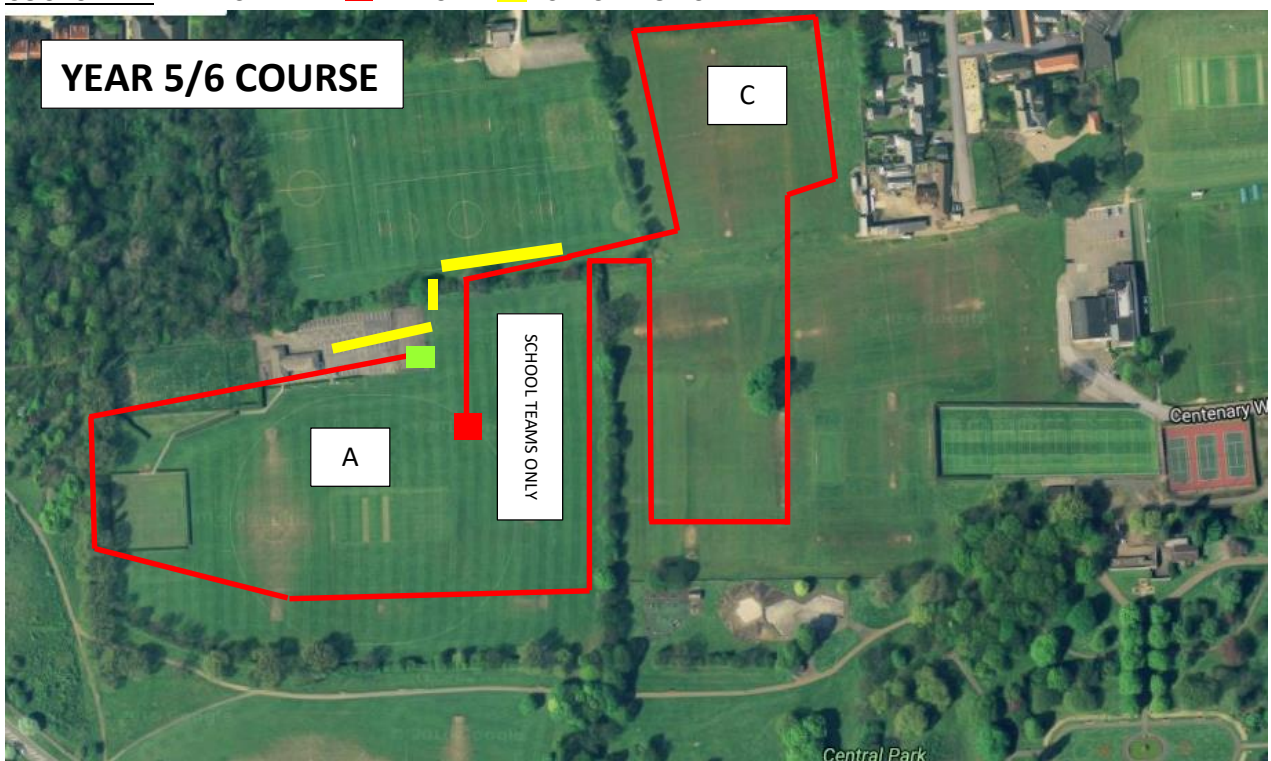 YEAR 5/6 COURSE
C
SCHOOL TEAMS ONLY
A
Centenary W
Central Park